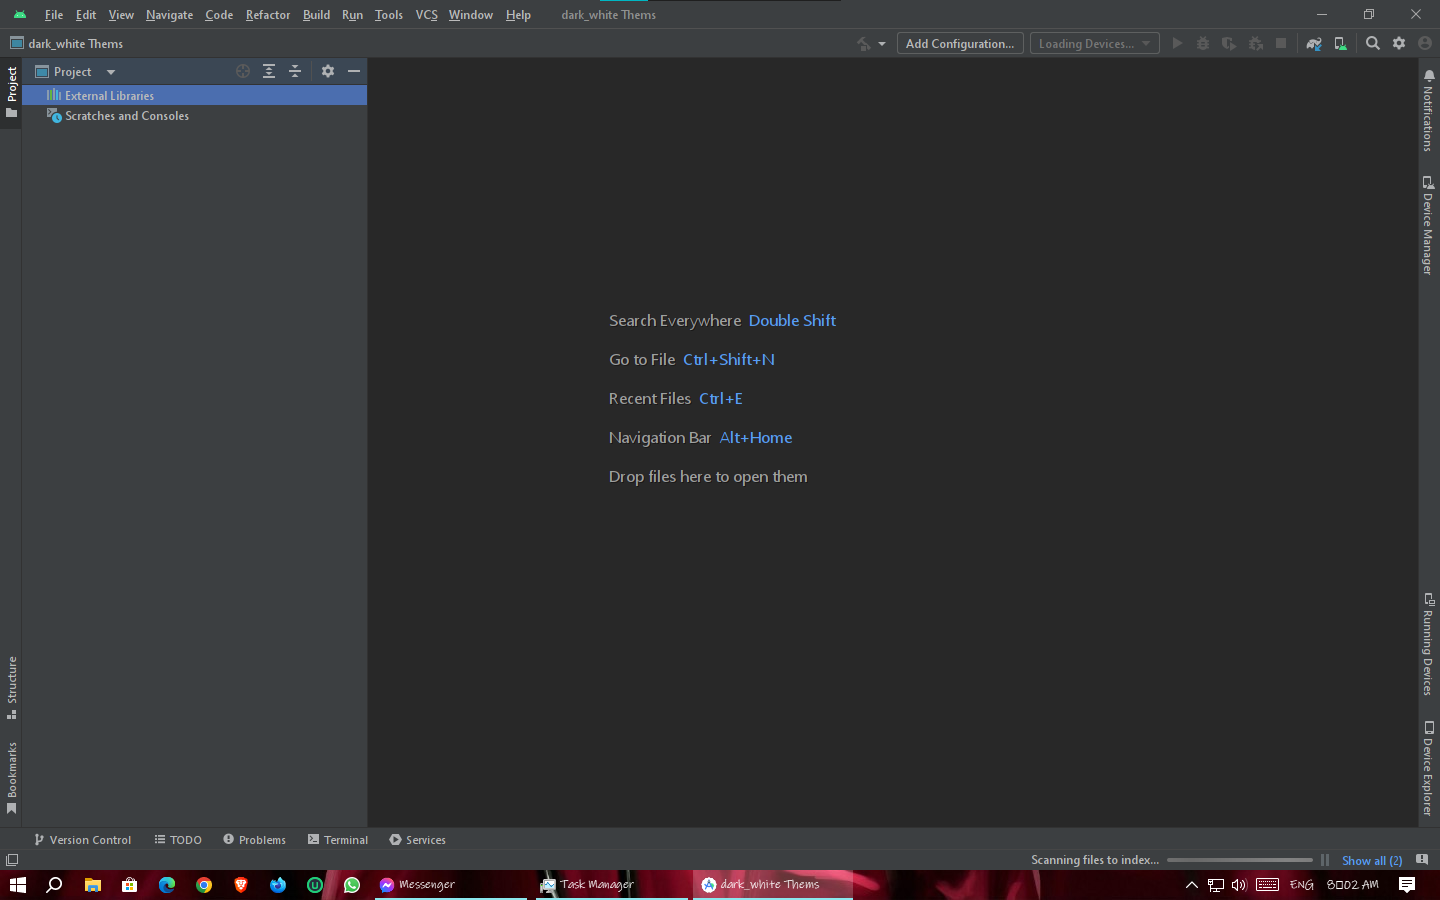 File Edit View Navigate Code Refactor Build Run Tools VCS Window Help dark_white Thems
dark_white Thems Add Configuration... Loading Devices...
Project
Project
External Libraries
Scratches and Consoles
Structure
Bookmarks
Search Everywhere Double Shift
Go to File Ctrl+Shift+N
Recent Files Ctrl+E
Navigation Bar Alt+Home
Drop files here to open them
Notifications
Device Manager
Running Devices
Device Explorer
Version Control TODO Problems Terminal Services
Scanning files to index... Show all (2)
Messenger Task Manager dark_white Thems ENG 8□02 AM